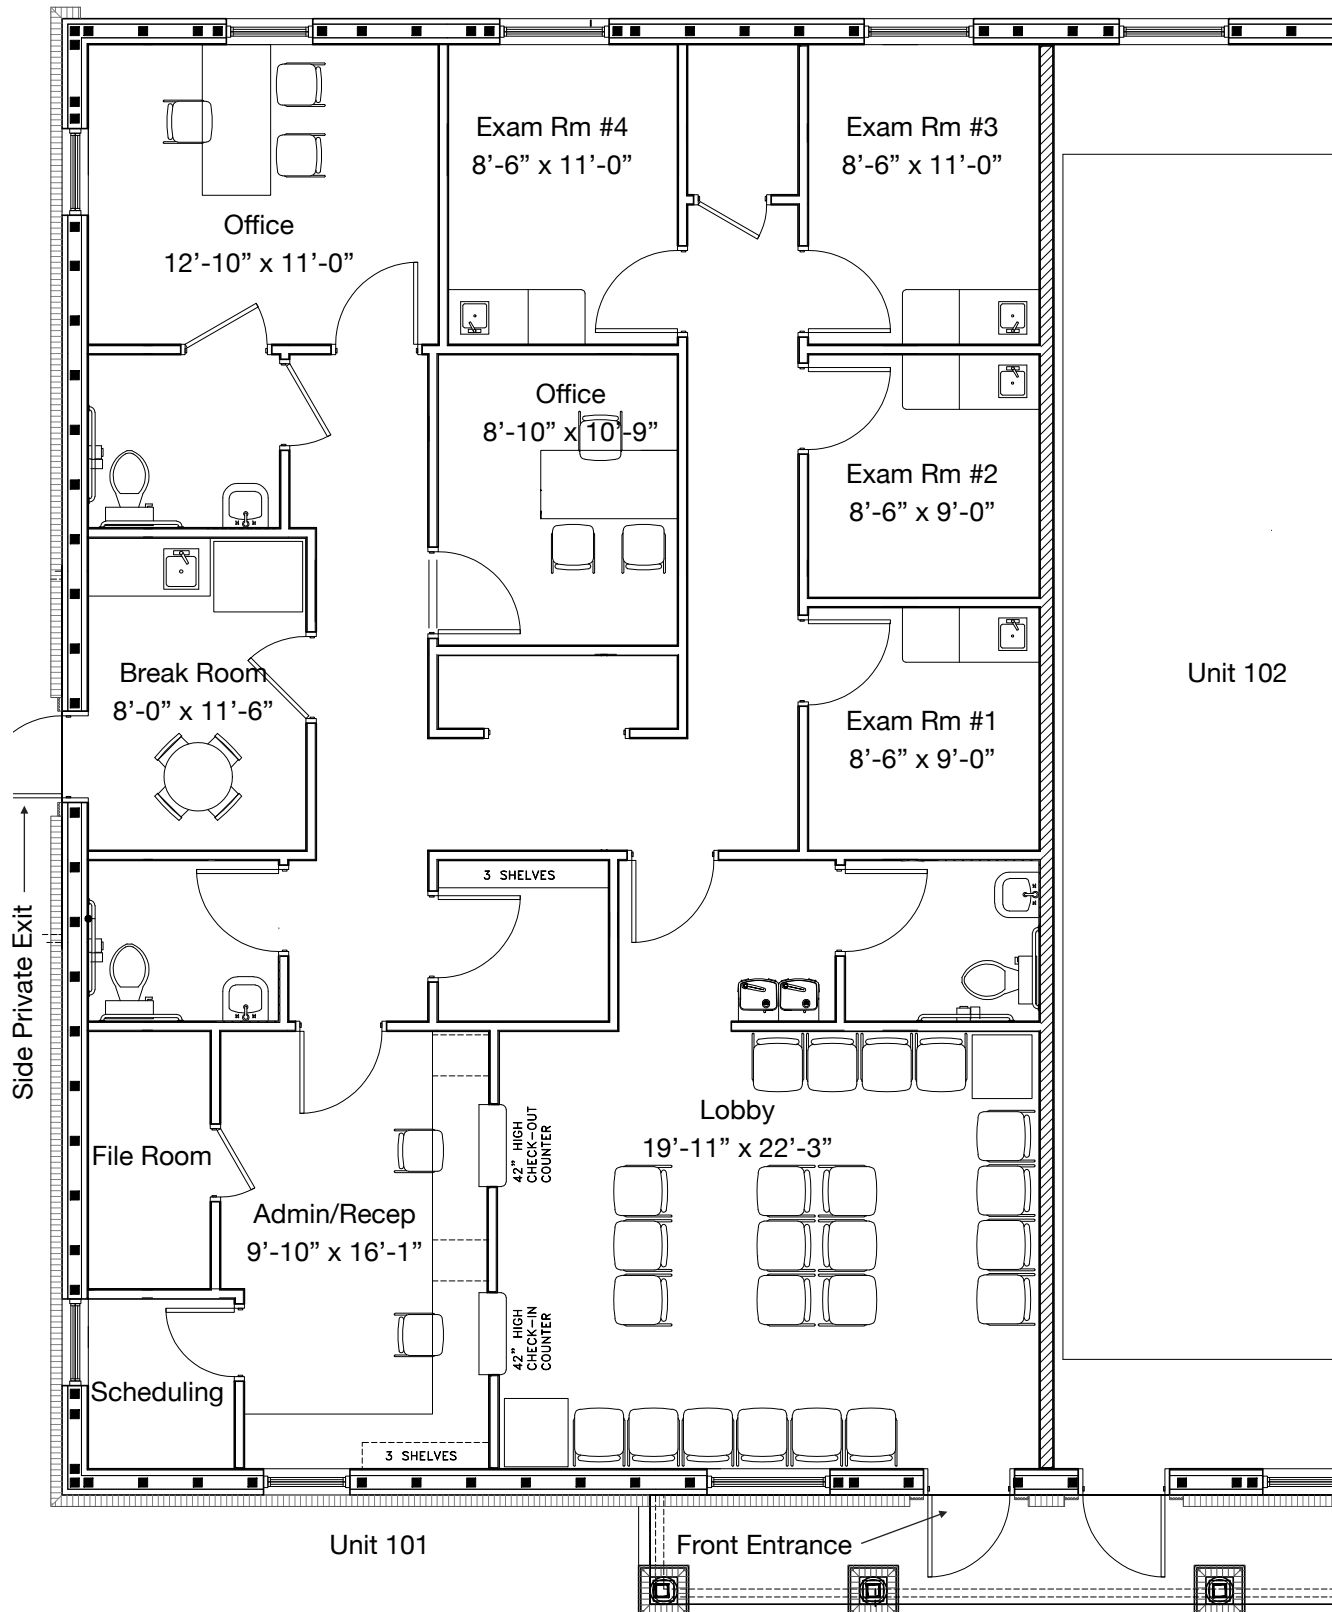 Exam Rm #4
8’-6” x 11’-0”
Exam Rm #3
8’-6” x 11’-0”
Office
12’-10” x 11’-0”
Office
8’-10” x 10’-9”
Exam Rm #2
8’-6” x 9’-0”
Break Room
8’-0” x 11’-6”
Unit 102
Exam Rm #1
8’-6” x 9’-0”
3 SHELVES
Side Private Exit
Lobby
19’-11” x 22’-3”
42” HIGH
CHECK-OUT
COUNTER
File Room
Admin/Recep
9’-10” x 16’-1”
42” HIGH
CHECK-IN
COUNTER
Scheduling
3 SHELVES
Unit 101
Front Entrance